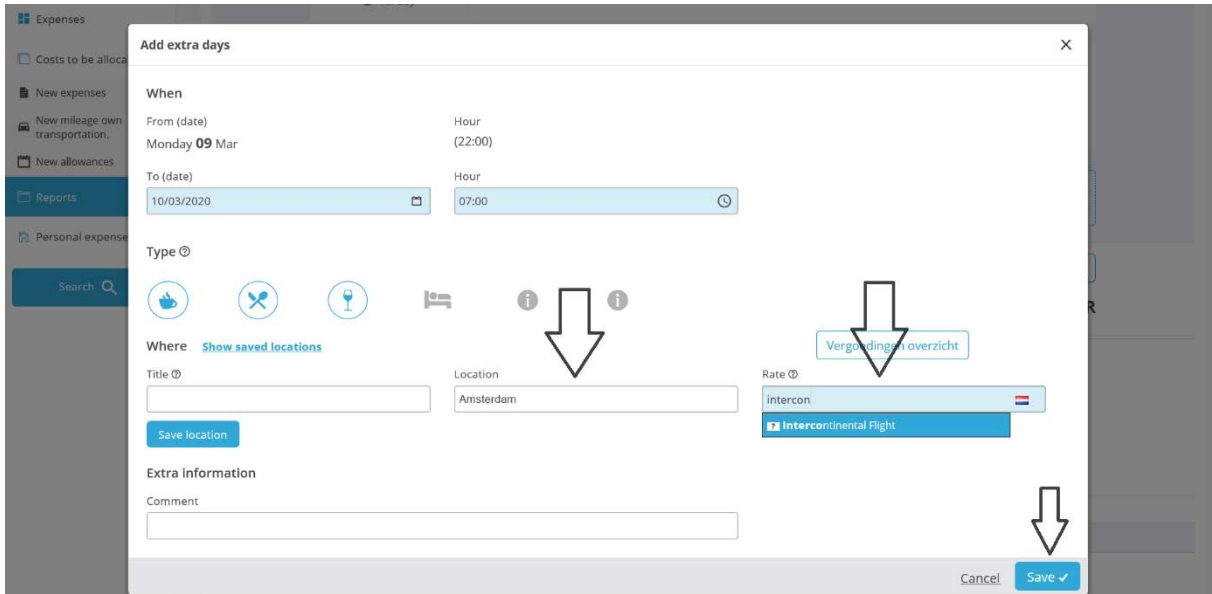 Expenses
Add extra days
Costs to be alloca
When
New expenses
From (date)
Hour
New mileage own
transportation.
Monday 09 Mar
(22:00)
New allowances
To (date)
Hour
Reports
10/03/2020
07:00
Personal expense
Type
Search
Where
Show saved locations
Vergoedingen overzicht
Title
Location
Rate
Amsterdam
intercon
Intercontinental Flight
Save location
Extra information
Comment
Cancel
Save